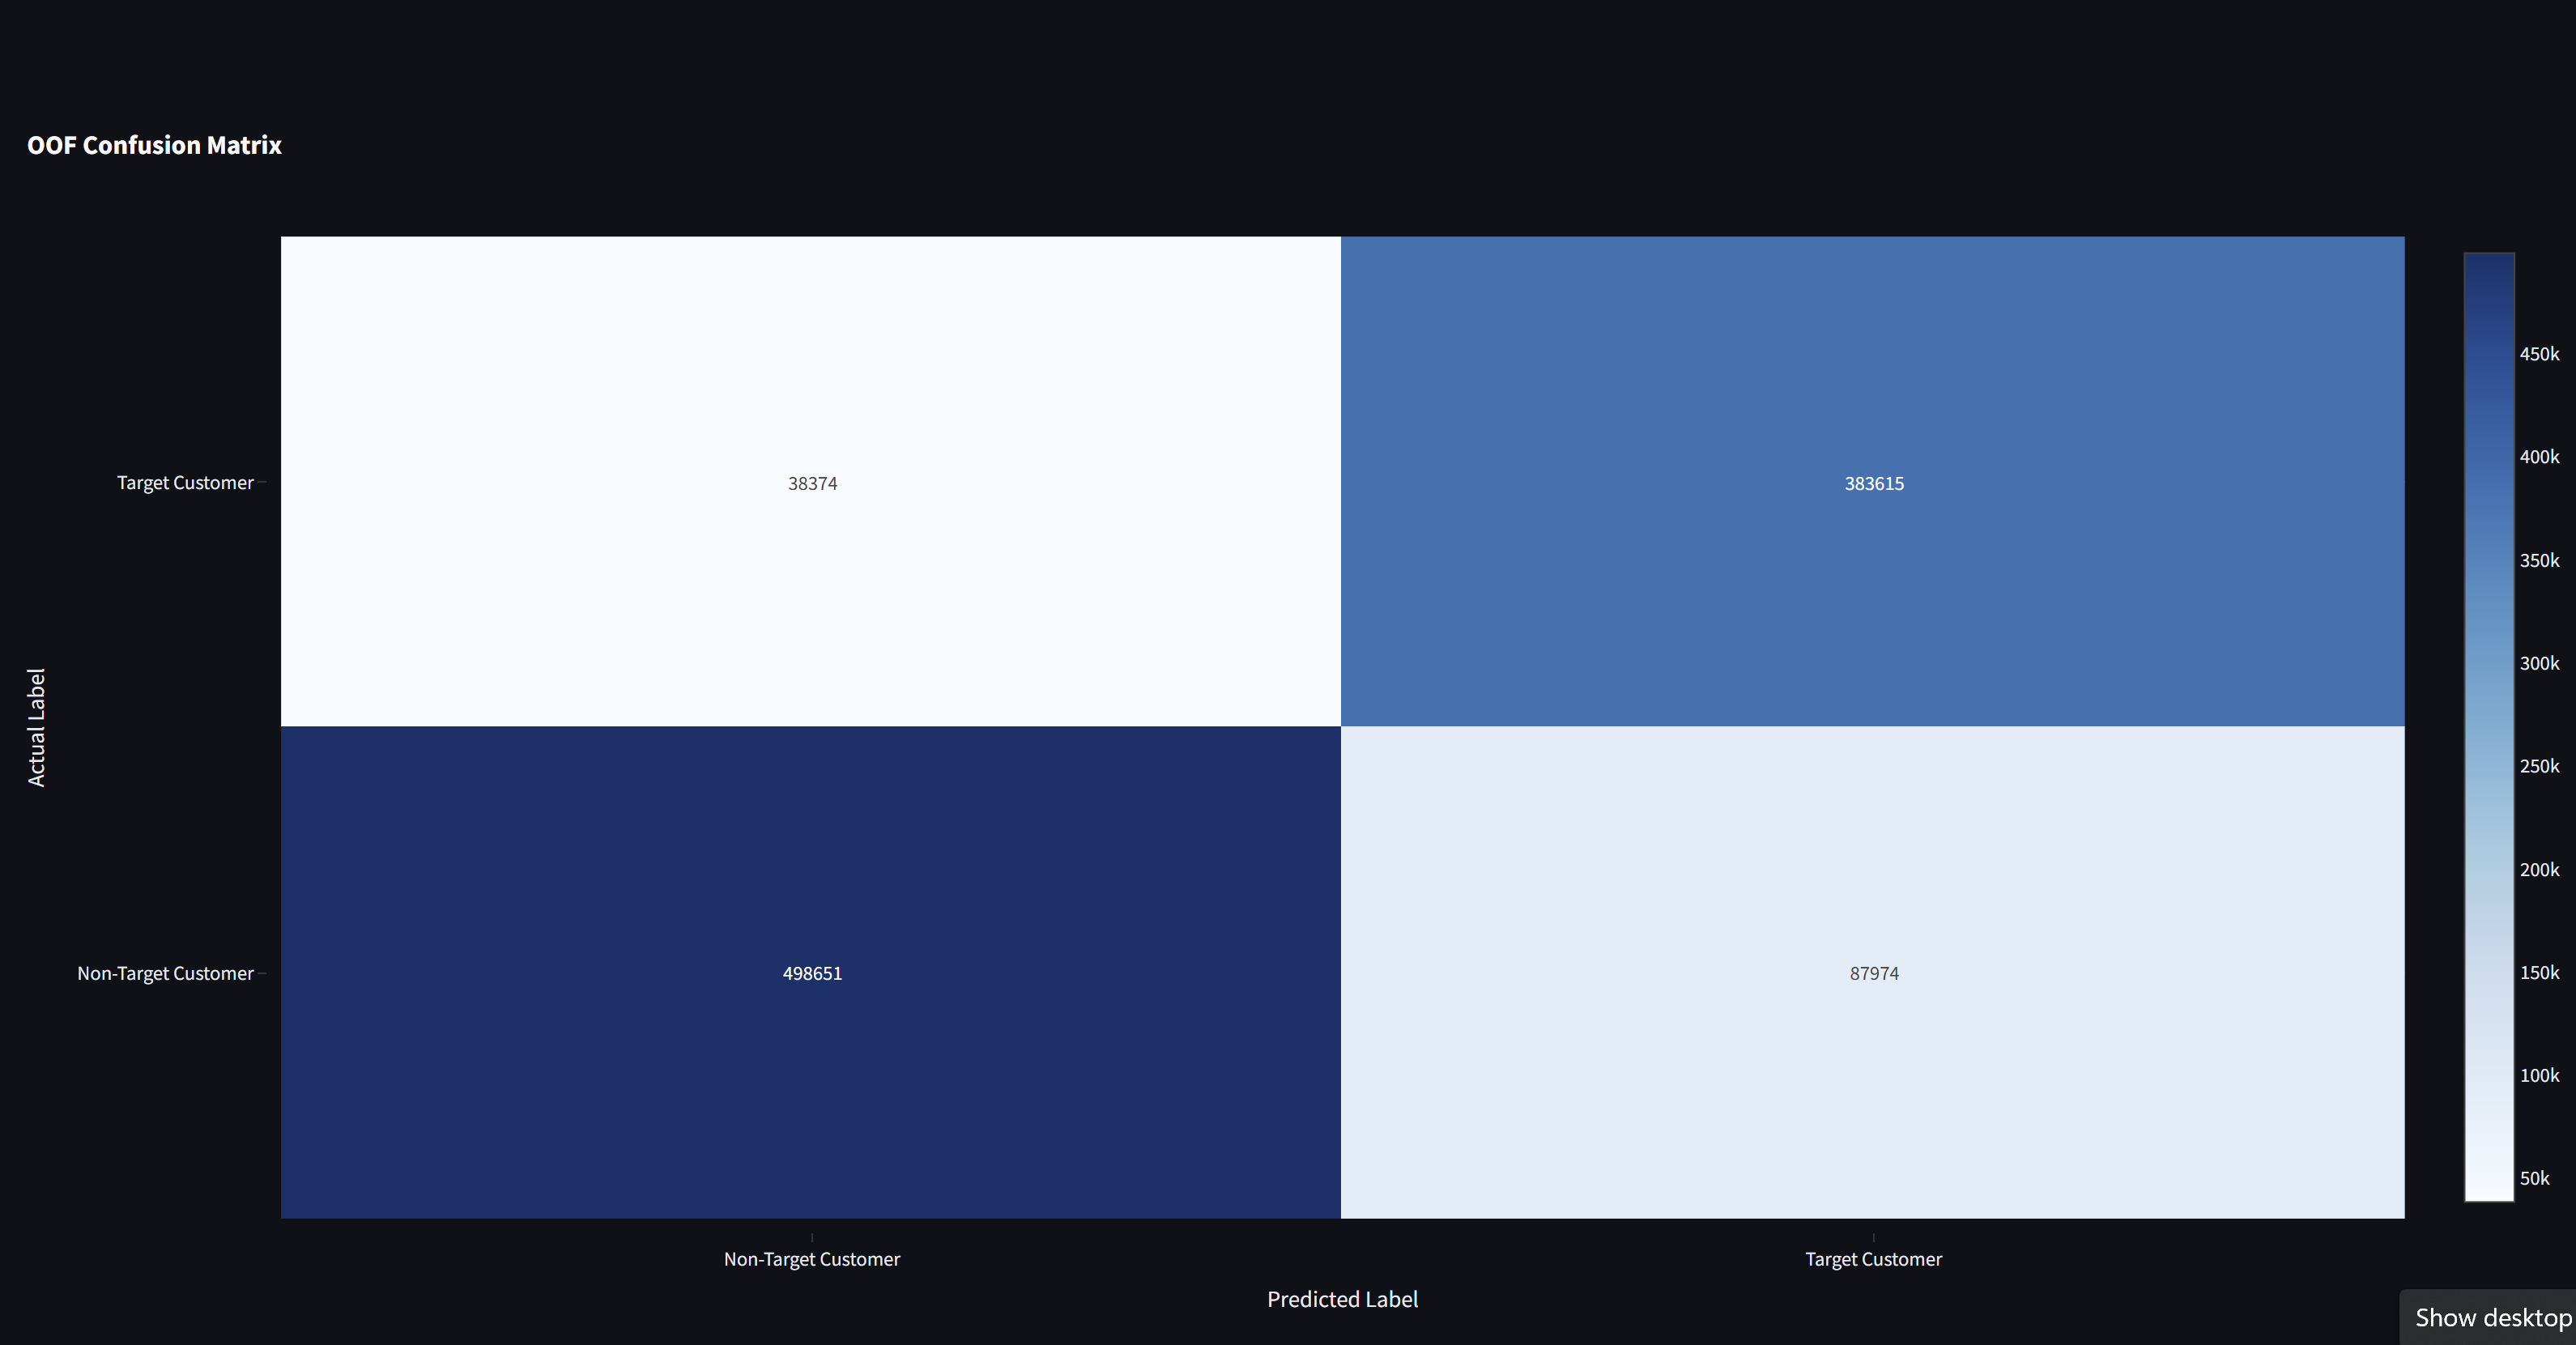 OOF Confusion Matrix
Actual Label
Target Customer
38374
383615
Non-Target Customer
498651
87974
Non-Target Customer
Target Customer
Predicted Label
450k
400k
350k
300k
250k
200k
150k
100k
50k
Show desktop